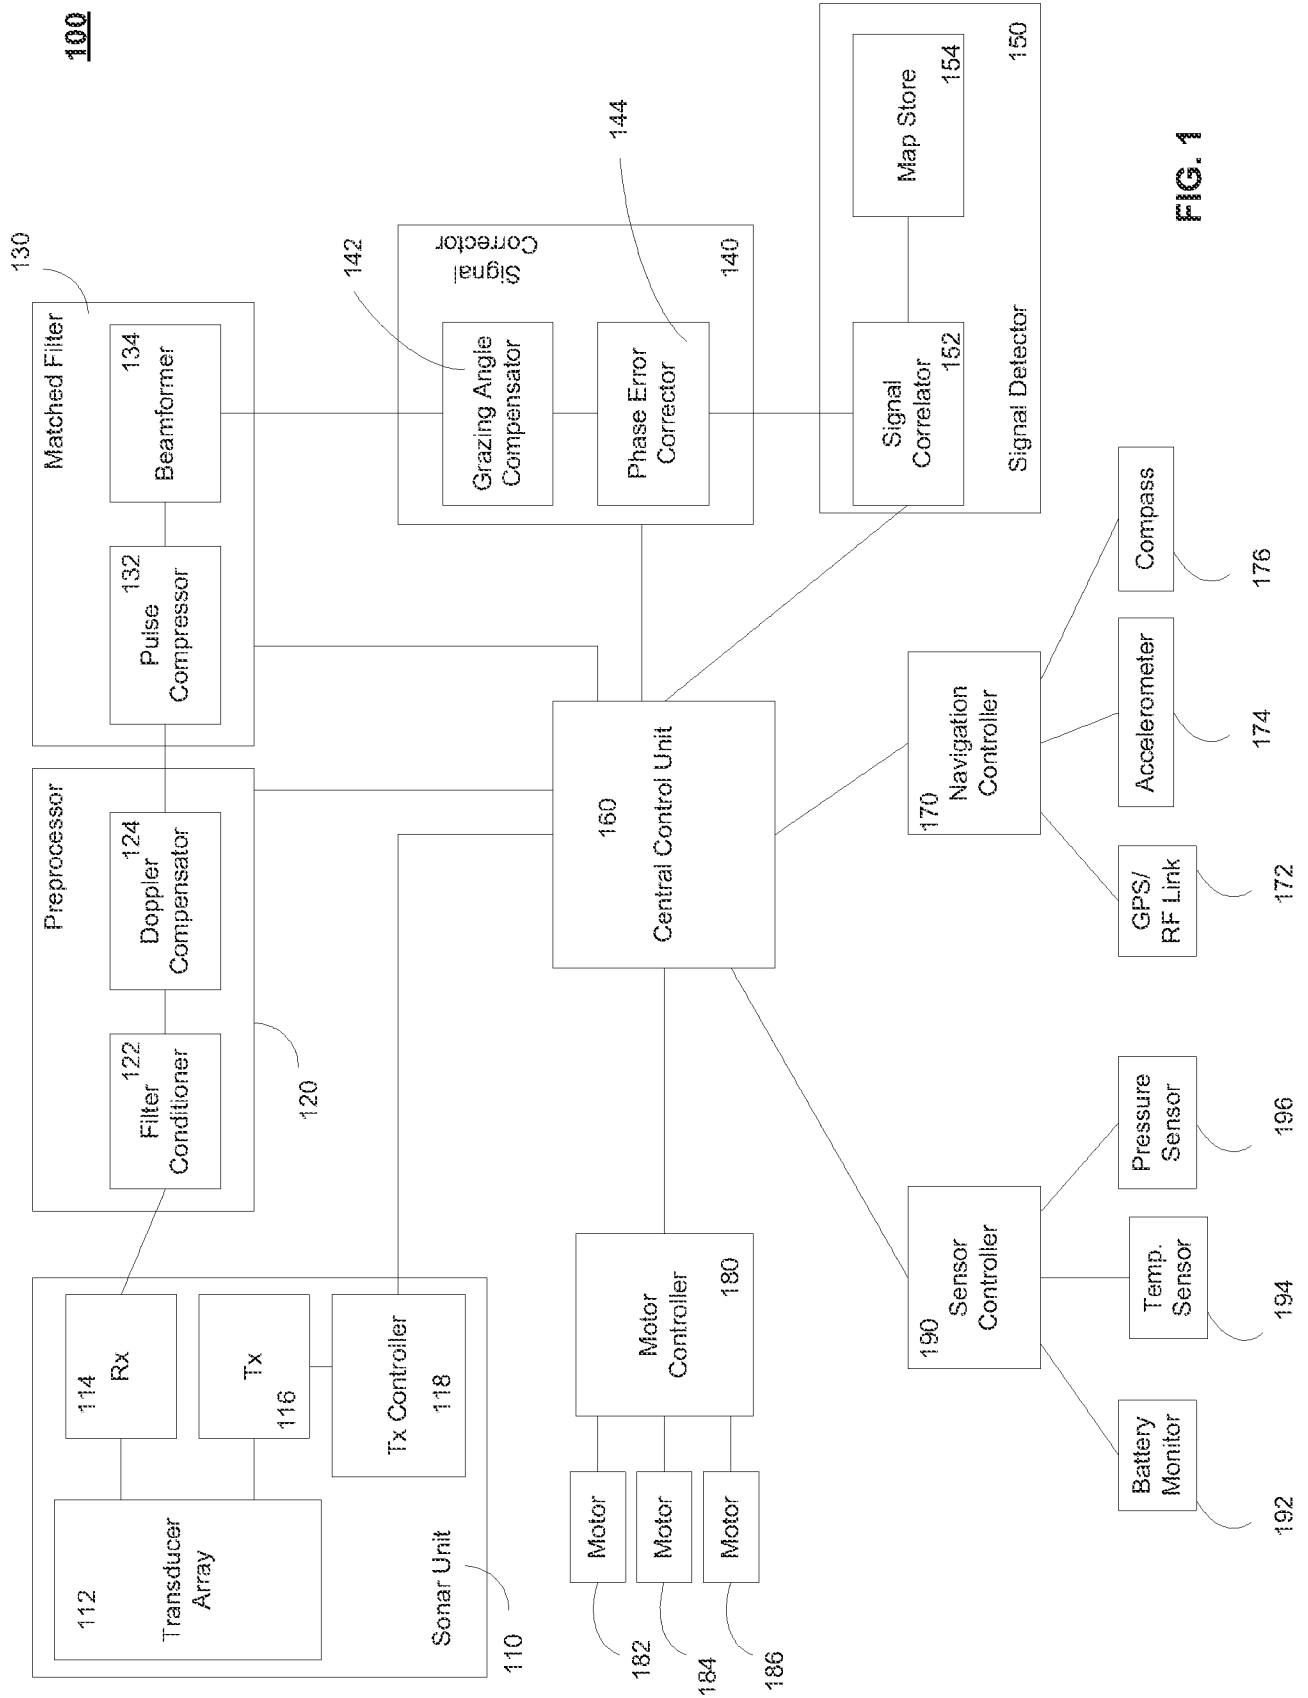 100
130
Matched Filter
134
Beamformer
132
Pulse
Compressor
Preprocessor
124
Doppler
Compensator
122
Filter
Conditioner
120
114
Rx
Tx
116
Tx Controller
118
112
Transducer
Array
Sonar Unit
110
142
144
Signal
Corrector
140
Grazing Angle
Compensator
Phase Error
Corrector
Map Store
154
150
Signal
Correlator
152
Signal Detector
160
Central Control Unit
Motor
Controller
180
Motor
Motor
Motor
182
184
186
170
Navigation
Controller
Compass
176
Accelerometer
174
GPS/
RF Link
172
190
Sensor
Controller
Pressure
Sensor
196
Temp.
Sensor
194
Battery
Monitor
192
FIG. 1